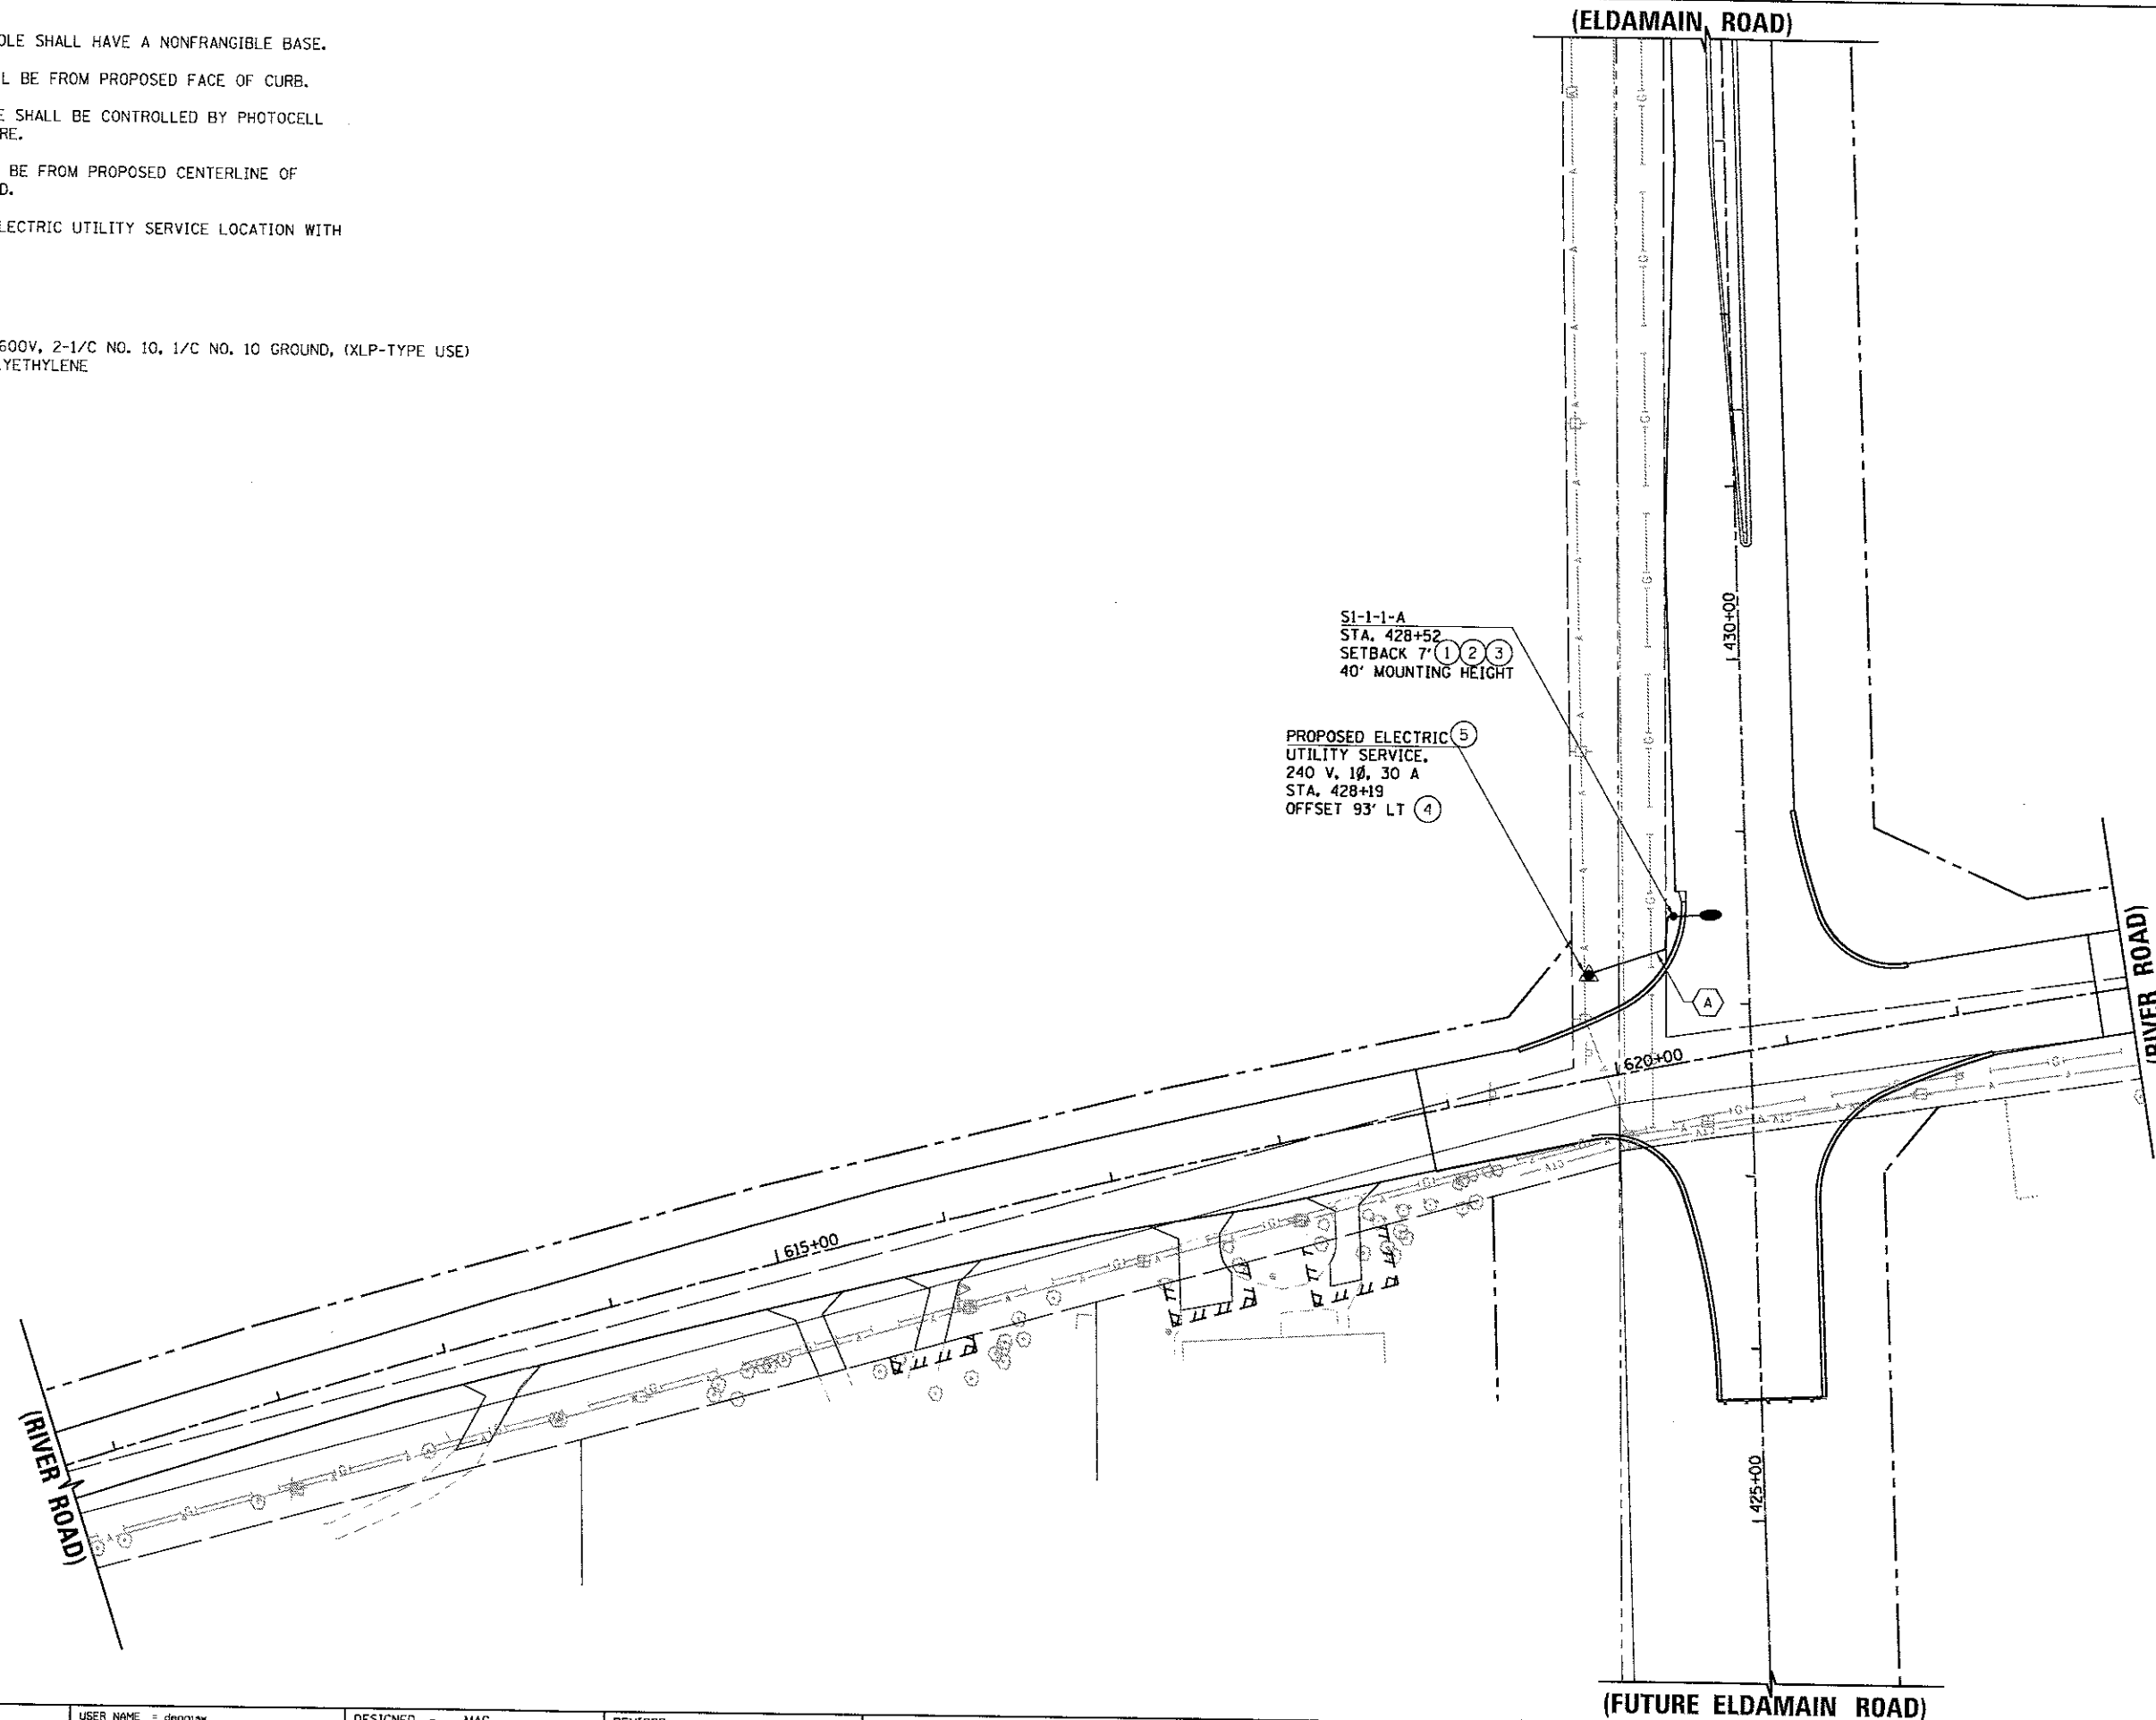 (ELDAMAIN ROAD)
OLE SHALL HAVE A NONFRANGIBLE BASE.
L BE FROM PROPOSED FACE OF CURB.
E SHALL BE CONTROLLED BY PHOTOCELL
RE.
BE FROM PROPOSED CENTERLINE OF
D.
LECTRIC UTILITY SERVICE LOCATION WITH
600V, 2-1/C NO. 10, 1/C NO. 10 GROUND, (XLP-TYPE USE)
YETHYLENE
S1-1-1-A
STA. 428+52
SETBACK 7' 1 2 3
40' MOUNTING HEIGHT
430+00
PROPOSED ELECTRIC 5
UTILITY SERVICE.
240 V, 1Ø, 30 A
STA. 428+19
OFFSET 93' LT 4
A
(RIVER ROAD)
620+00
615+00
(RIVER ROAD)
425+00
(FUTURE ELDAMAIN ROAD)
USER NAME =
DESIGNED - MAG